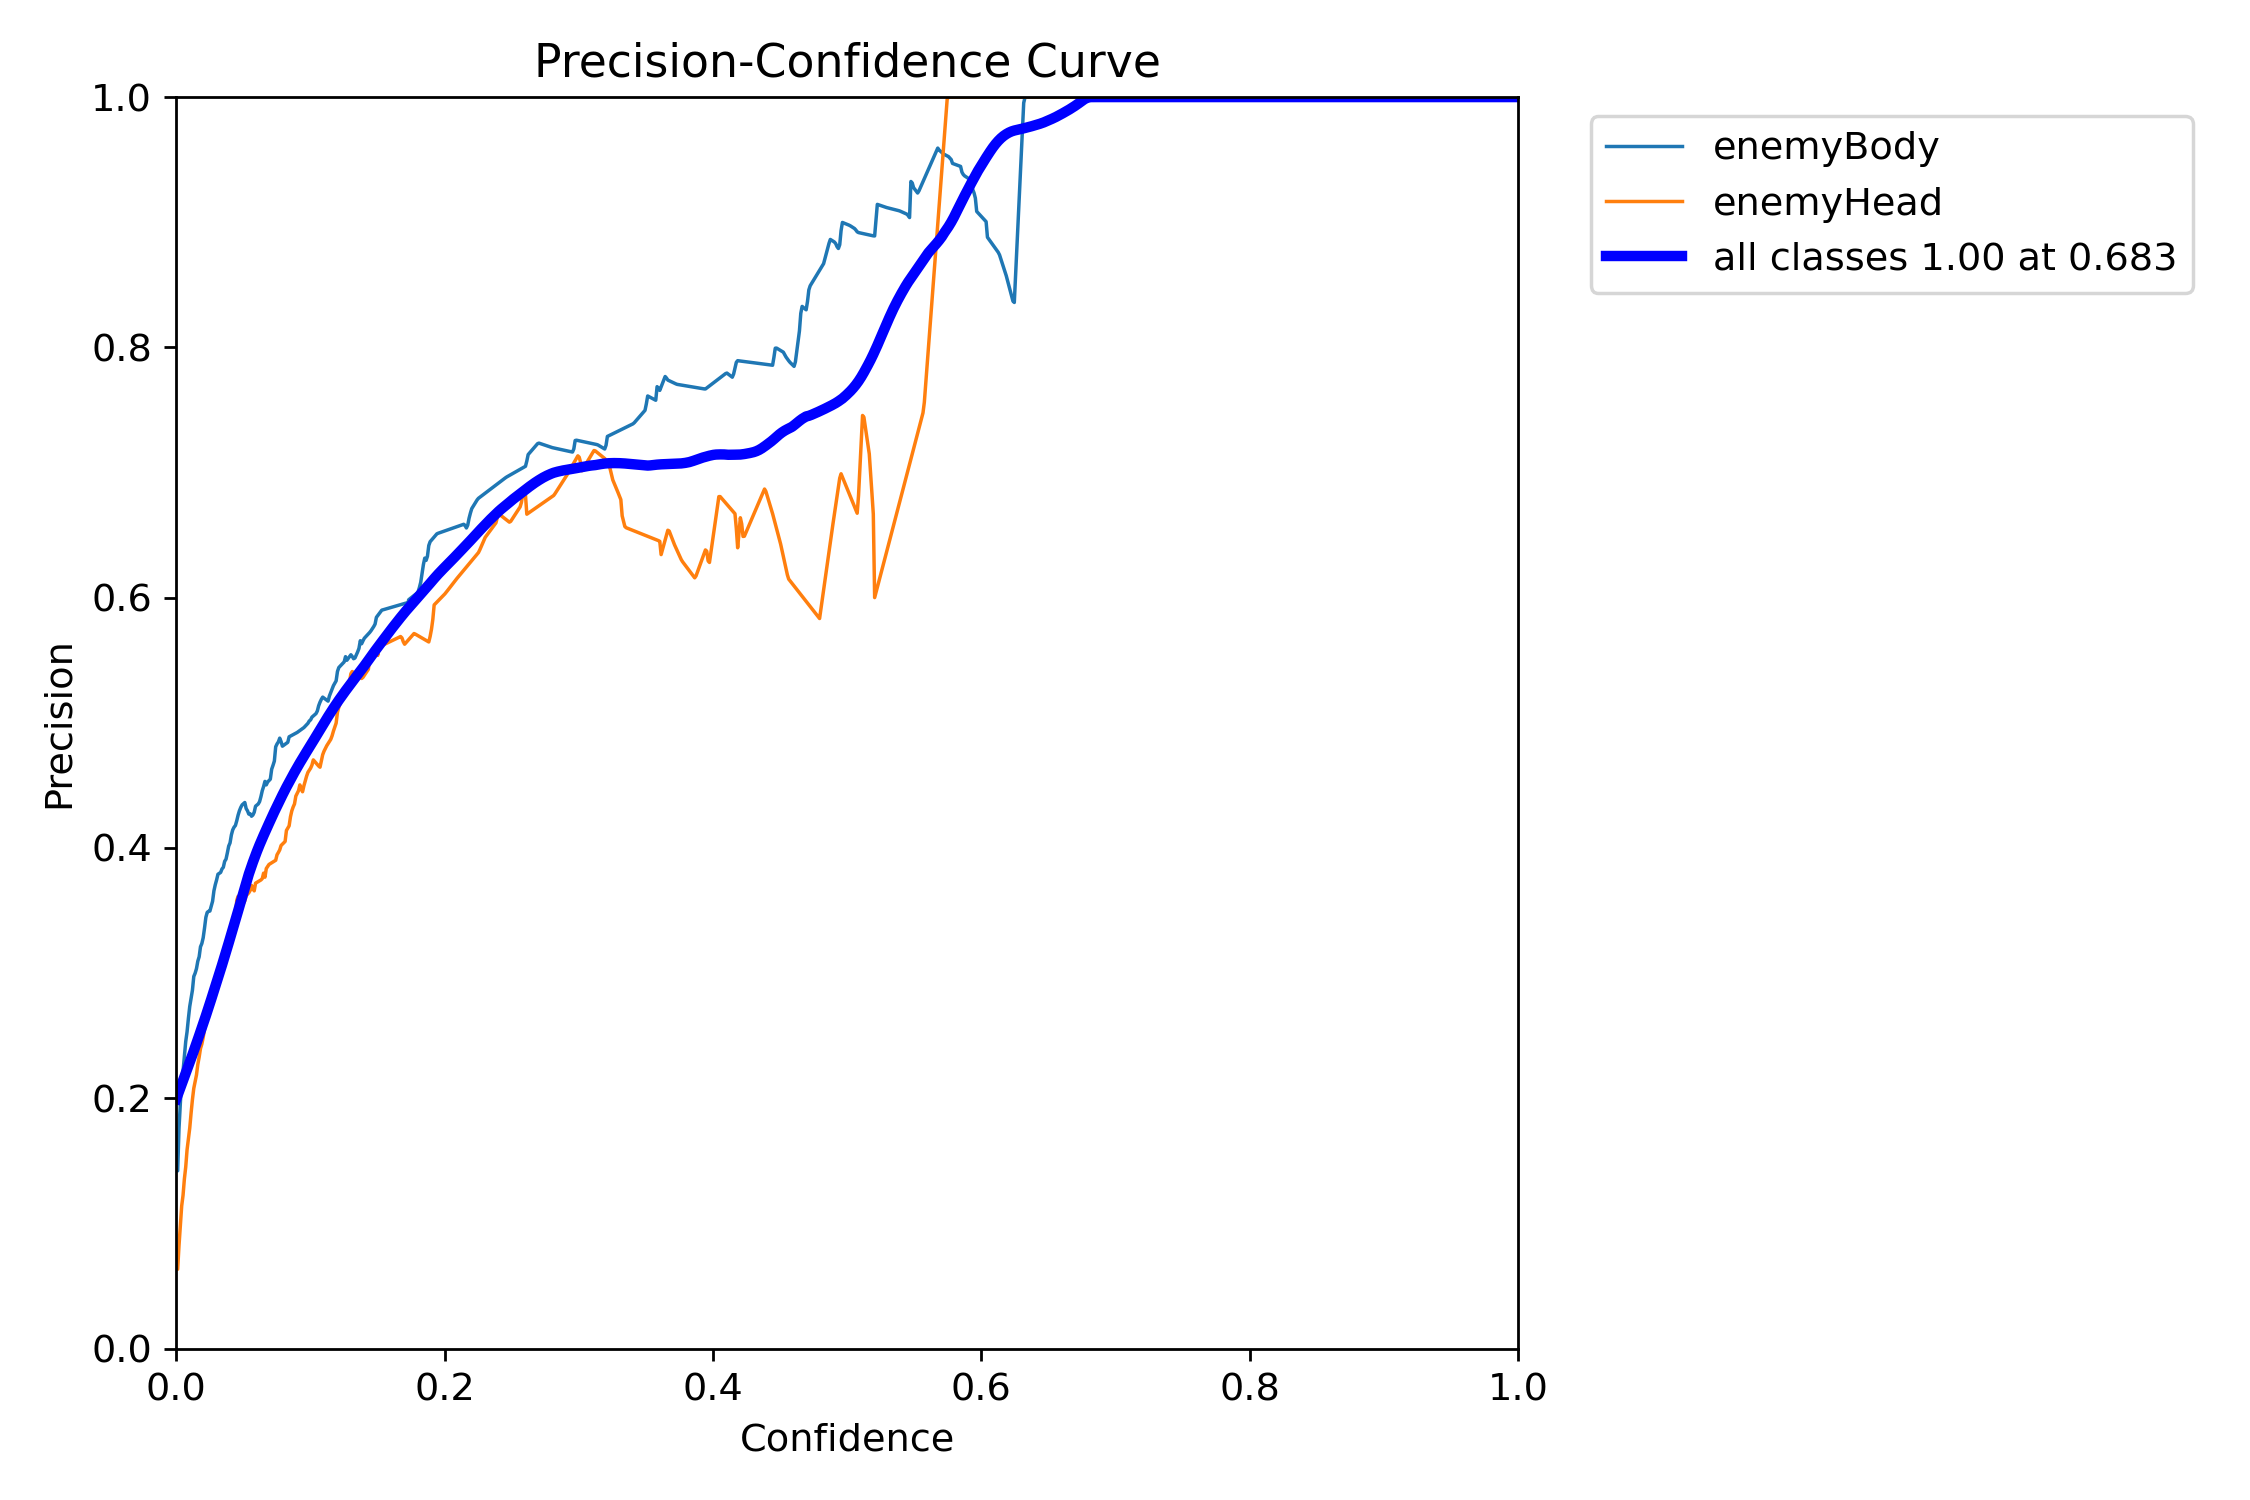 Precision-Confidence Curve
1.0
0.8
0.6
0.4
0.2
0.0
Precision
0.0 0.2 0.4 0.6 0.8 1.0
Confidence
enemyBody
enemyHead
all classes 1.00 at 0.683